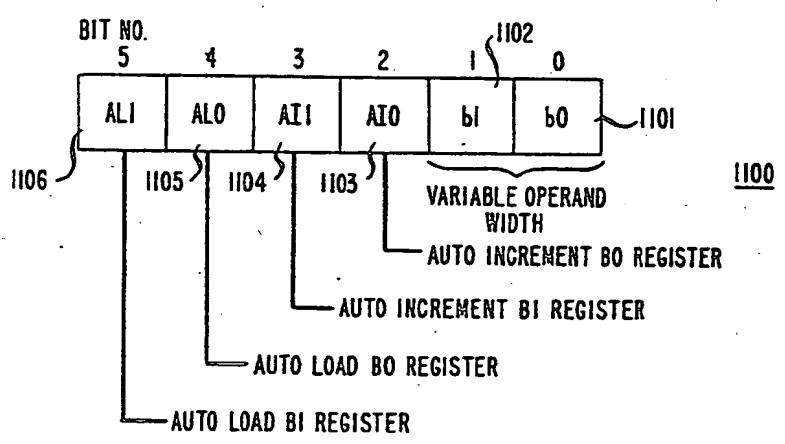 BIT NO.
1102
5 4 3 2 1 0
AL1 AL0 AI1 AI0 b1 b0
1101
1106
1105
1104
1103
1100
VARIABLE OPERAND
WIDTH
AUTO INCREMENT B0 REGISTER
AUTO INCREMENT B1 REGISTER
AUTO LOAD B0 REGISTER
AUTO LOAD B1 REGISTER